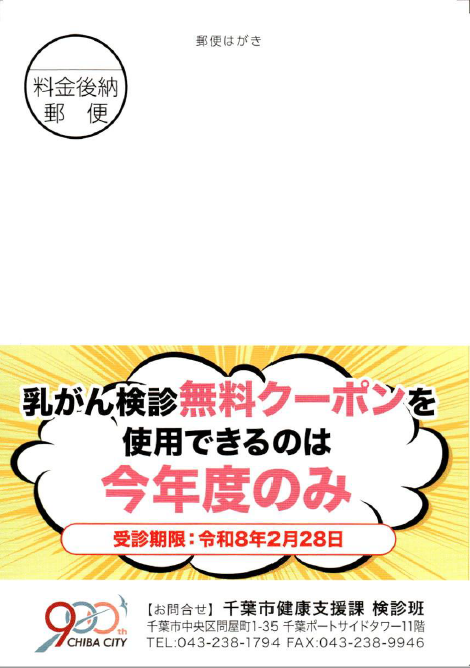 郵便はがき
料金後納
郵便
乳がん検診無料クーポンを
使用できるのは
今年度のみ
受診期限：令和8年2月28日
900th
CHIBA CITY
【お問合せ】千葉市健康支援課 検診班
千葉市中央区問屋町1-35 千葉ポートサイドタワー11階
TEL:043-238-1794 FAX:043-238-9946